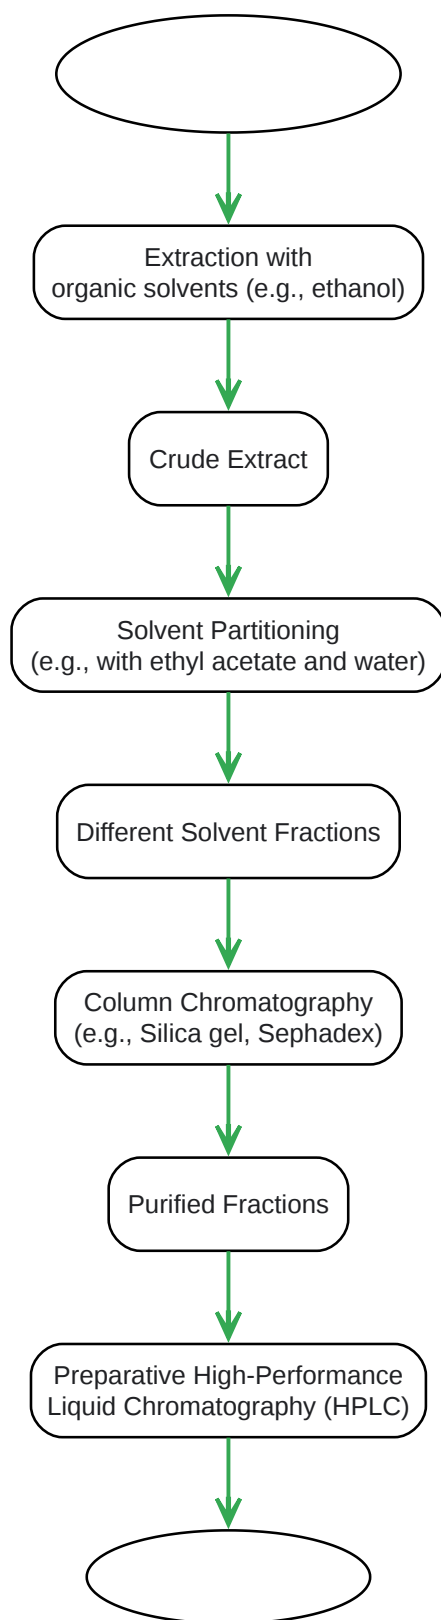 Extraction with
organic solvents (e.g., ethanol)
Crude Extract
Solvent Partitioning
(e.g., with ethyl acetate and water)
Different Solvent Fractions
Column Chromatography
(e.g., Silica gel, Sephadex)
Purified Fractions
Preparative High-Performance
Liquid Chromatography (HPLC)